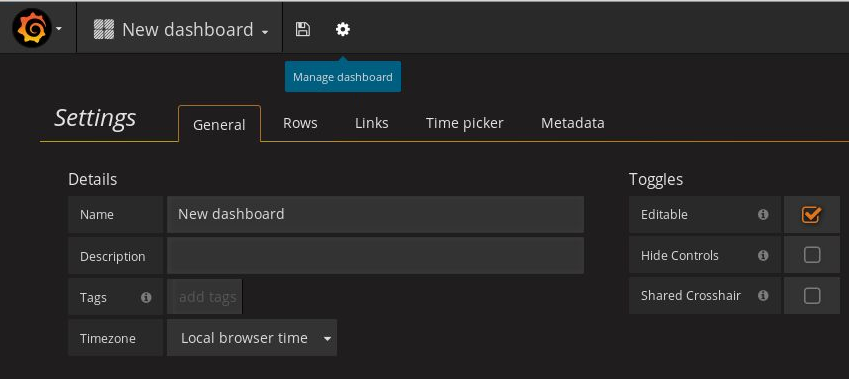 New dashboard
Manage dashboard
Settings
General
Rows
Links
Time picker
Metadata
Details
Toggles
Name
New dashboard
Editable
Description
Hide Controls
Tags
add tags
Shared Crosshair
Timezone
Local browser time